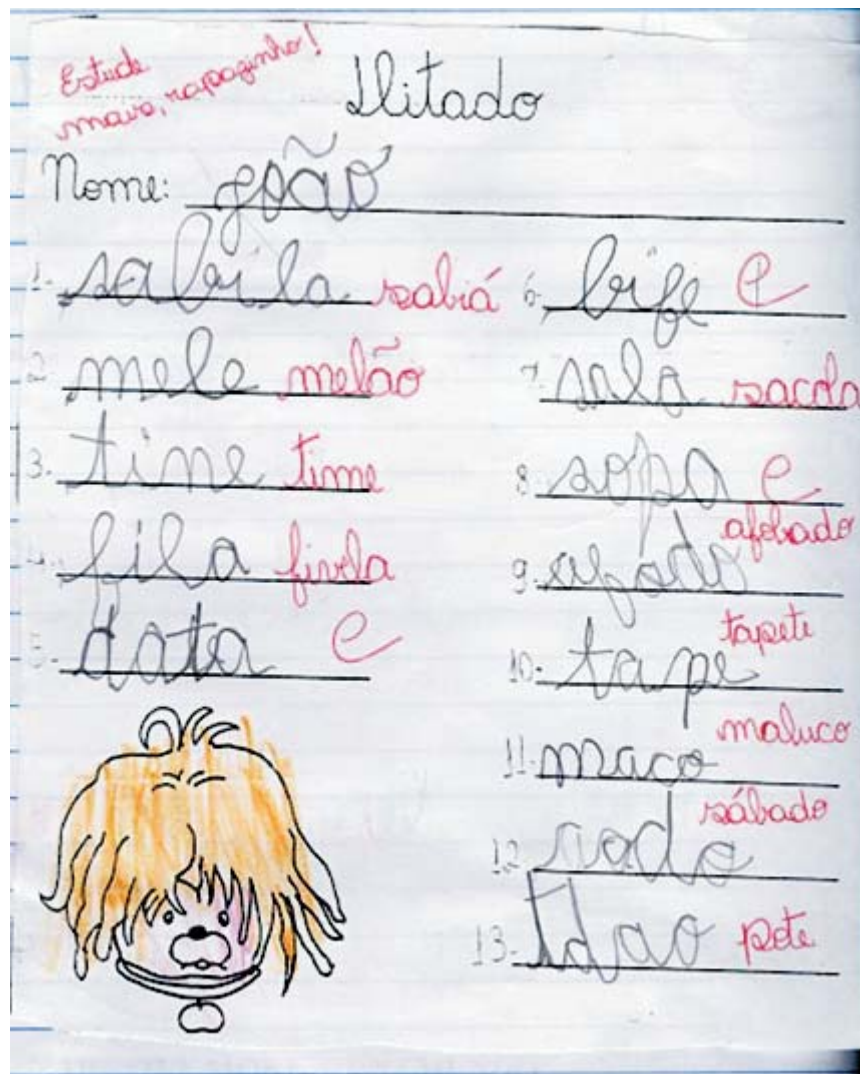 Estude
mais, rapazinho!
Ditado
Nome: João
1- sabila sabiá
2- mele melão
3- time time
4- fila fivela
5- data C
6- bife C
7- sala sacola
8- sopa C
9- afodo afobado
10- tape tapete
11- maco maluco
12- sado sábado
13- pote